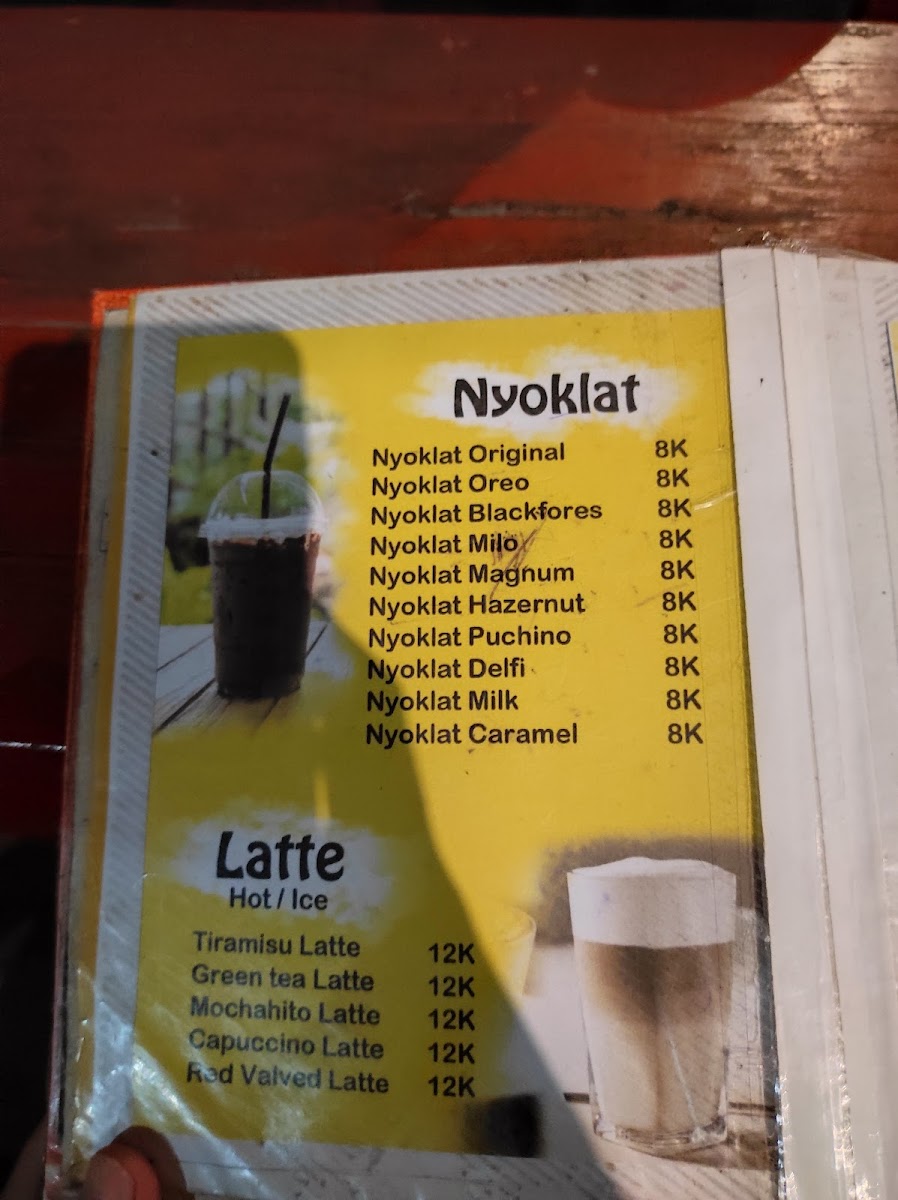 Nyoklat
Nyoklat Original 8K
Nyoklat Oreo 8K
Nyoklat Blackfores 8K
Nyoklat Milo 8K
Nyoklat Magnum 8K
Nyoklat Hazernut 8K
Nyoklat Puchino 8K
Nyoklat Delfi 8K
Nyoklat Milk 8K
Nyoklat Caramel 8K
Latte
Hot / Ice
Tiramisu Latte 12K
Green tea Latte 12K
Mochahito Latte 12K
Capuccino Latte 12K
Red Valved Latte 12K